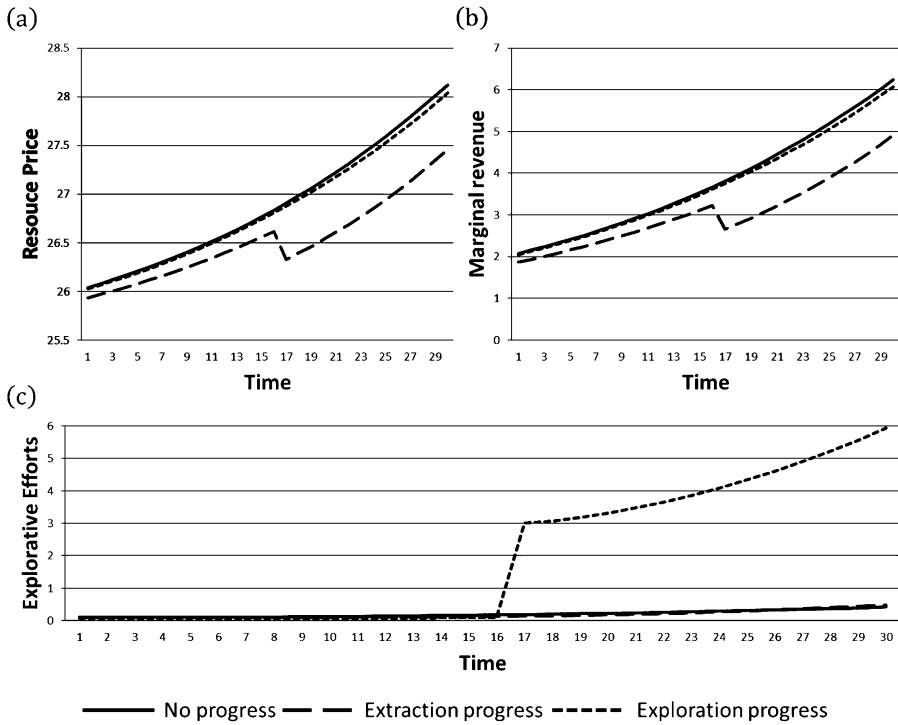 (a)
28.5
28
27.5
27
26.5
26
25.5
Resouce Price
1 3 5 7 9 11 13 15 17 19 21 23 25 27 29
Time
(b)
7
6
5
4
3
2
1
0
Marginal revenue
1 3 5 7 9 11 13 15 17 19 21 23 25 27 29
Time
(c)
6
5
4
3
2
1
0
Explorative Efforts
1 2 3 4 5 6 7 8 9 10 11 12 13 14 15 16 17 18 19 20 21 22 23 24 25 26 27 28 29 30
Time
No progress Extraction progress Exploration progress